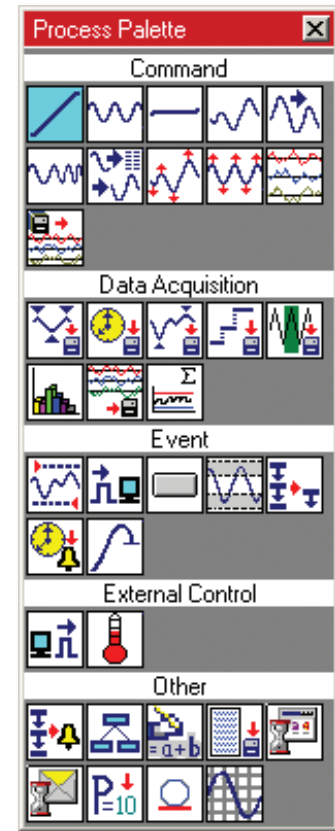 Process Palette
Command
Data Acquisition
Σ
Event
External Control
Other
=a+b
P=10